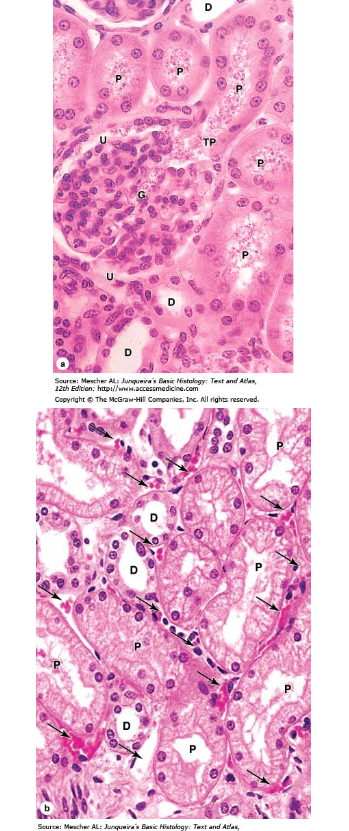 D
P
P
P
U
TP
P
G
P
U
D
D
a
Source: Mescher AL: Junqueira's Basic Histology: Text and Atlas,
12th Edition: http://www.accessmedicine.com
Copyright © The McGraw-Hill Companies, Inc. All rights reserved.
P
D
D
P
P
P
P
D
P
b
Source: Mescher AL: Junqueira's Basic Histology: Text and Atlas,